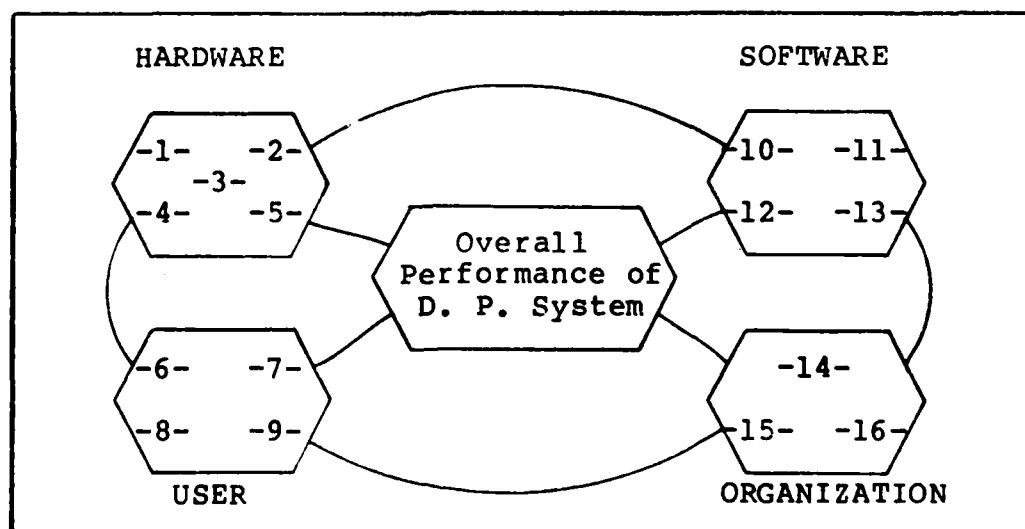 HARDWARE SOFTWARE
-1- -2- -10- -11-
-3-
-4- -5- -12- -13-
Overall
Performance of
D. P. System
-6- -7- -14-
-8- -9- -15- -16-
USER ORGANIZATION